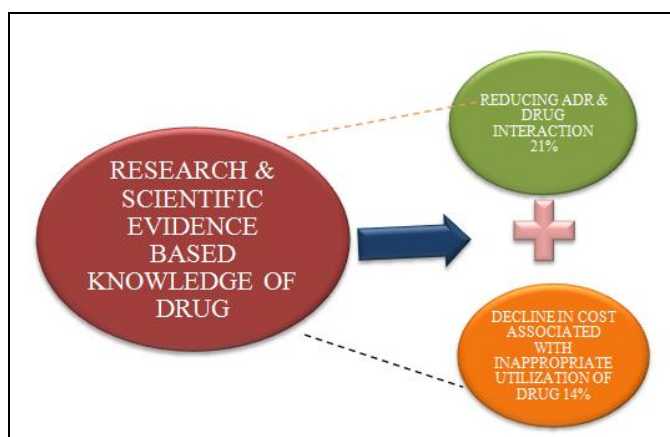 RESEARCH &
SCIENTIFIC
EVIDENCE
BASED
KNOWLEDGE OF
DRUG
REDUCING ADR &
DRUG
INTERACTION
21%
DECLINE IN COST
ASSOCIATED
WITH
INAPPROPRIATE
UTILIZATION OF
DRUG 14%